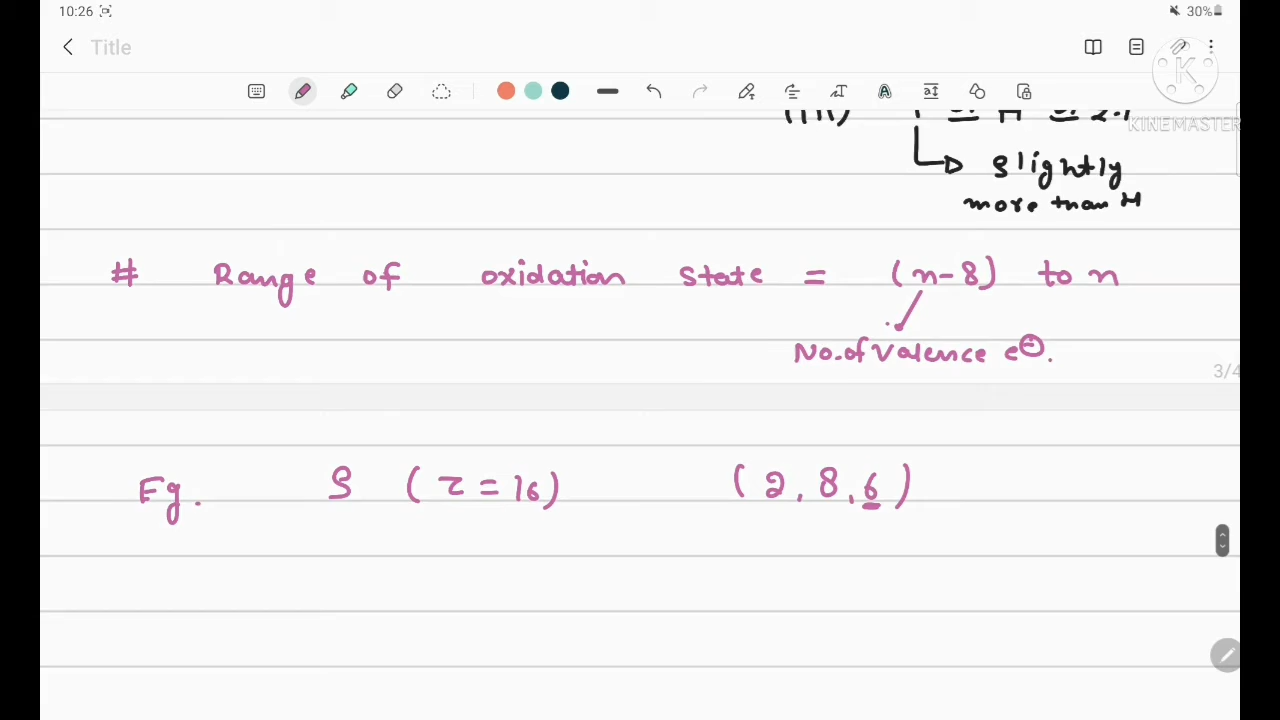 10:26 30%
Title
K
KINEMASTER
(iii)
Slightly
more than H
# Range of oxidation state = (n-8) to n
No. of Valence e⊖.
3/4
Eg. S (Z = 16) (2, 8, 6)